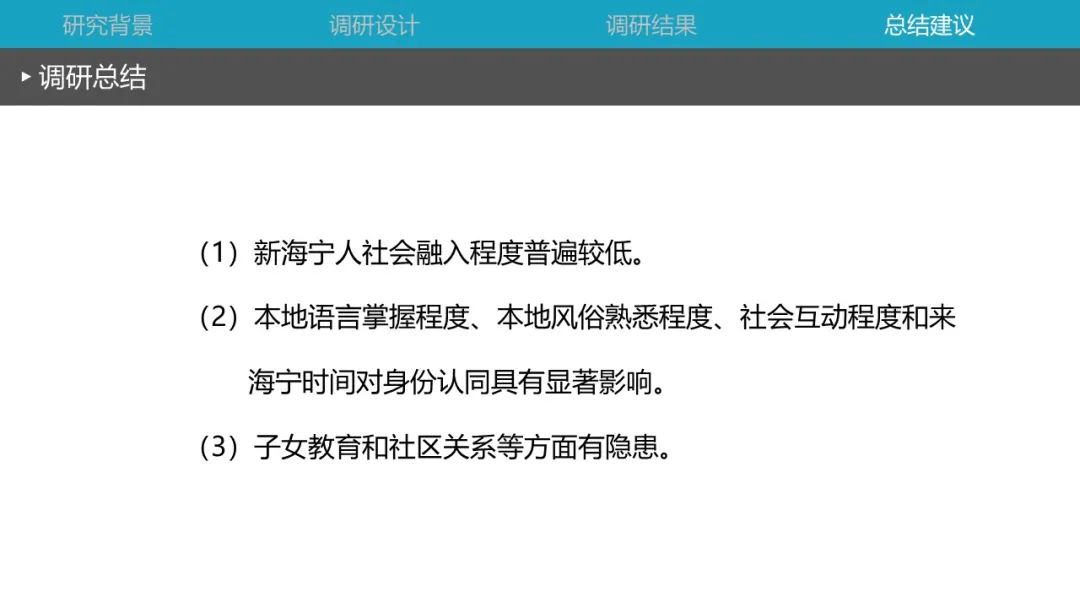 研究背景 调研设计 调研结果 总结建议
调研总结
（1）新海宁人社会融入程度普遍较低。
（2）本地语言掌握程度、本地风俗熟悉程度、社会互动程度和来
海宁时间对身份认同具有显著影响。
（3）子女教育和社区关系等方面有隐患。